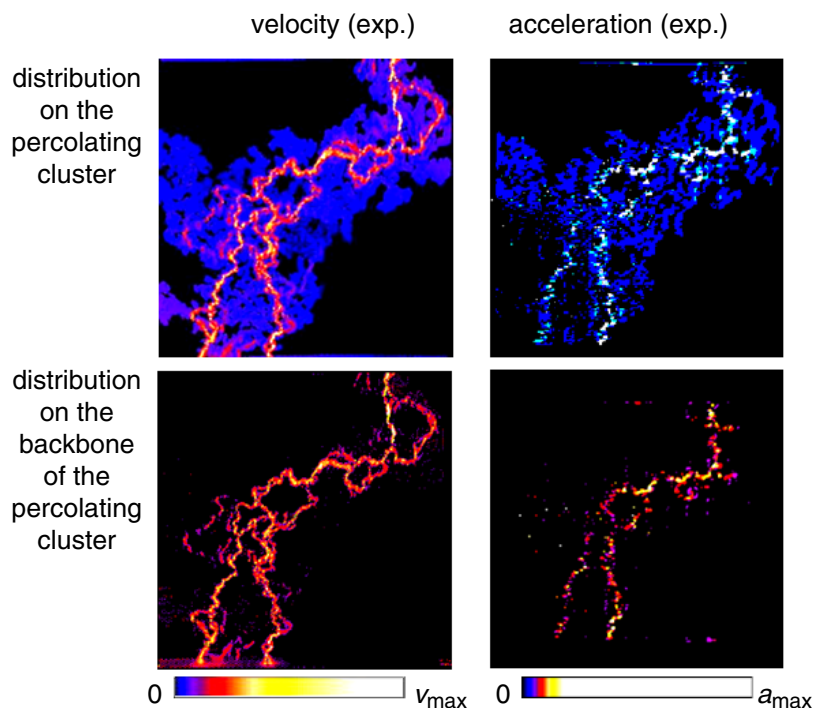 velocity (exp.)
acceleration (exp.)
distribution
on the
percolating
cluster
distribution
on the
backbone
of the
percolating
cluster
0
vmax
0
amax